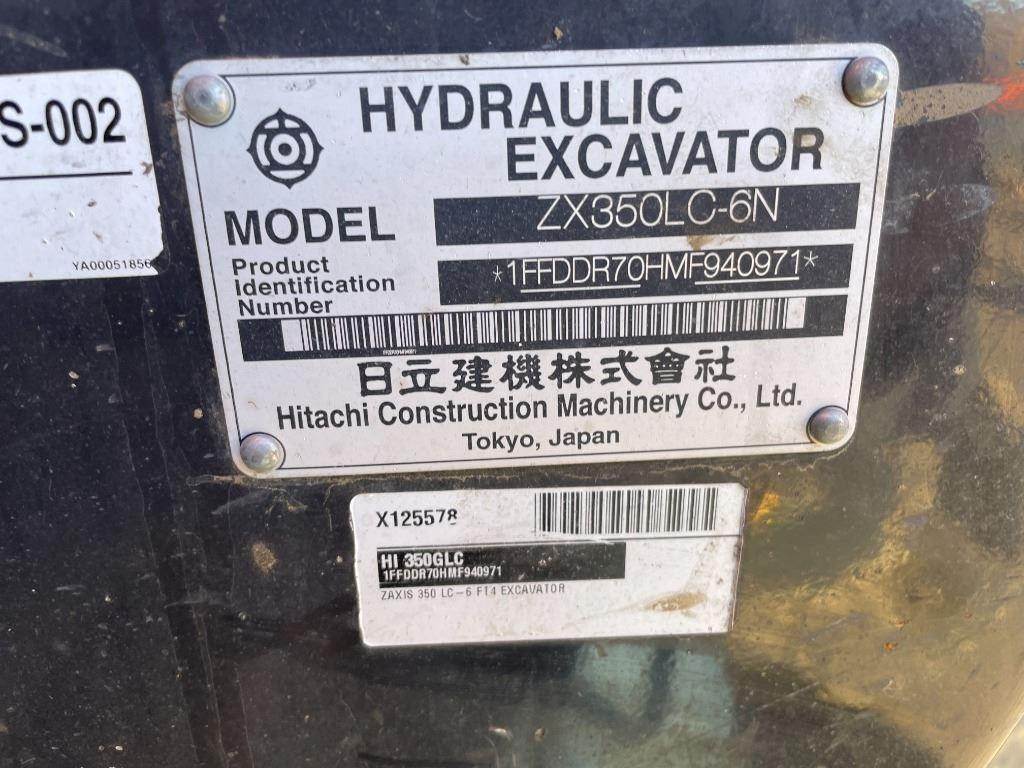 S-002
YA00051856
HYDRAULIC
EXCAVATOR
MODEL ZX350LC-6N
Product
Identification
Number
*1FFDDR70HMF940971*
日立建機株式會社
Hitachi Construction Machinery Co., Ltd.
Tokyo, Japan
X125578
HI 350GLC
1FFDDR70HMF940971
ZAXIS 350 LC-6 FT4 EXCAVATOR